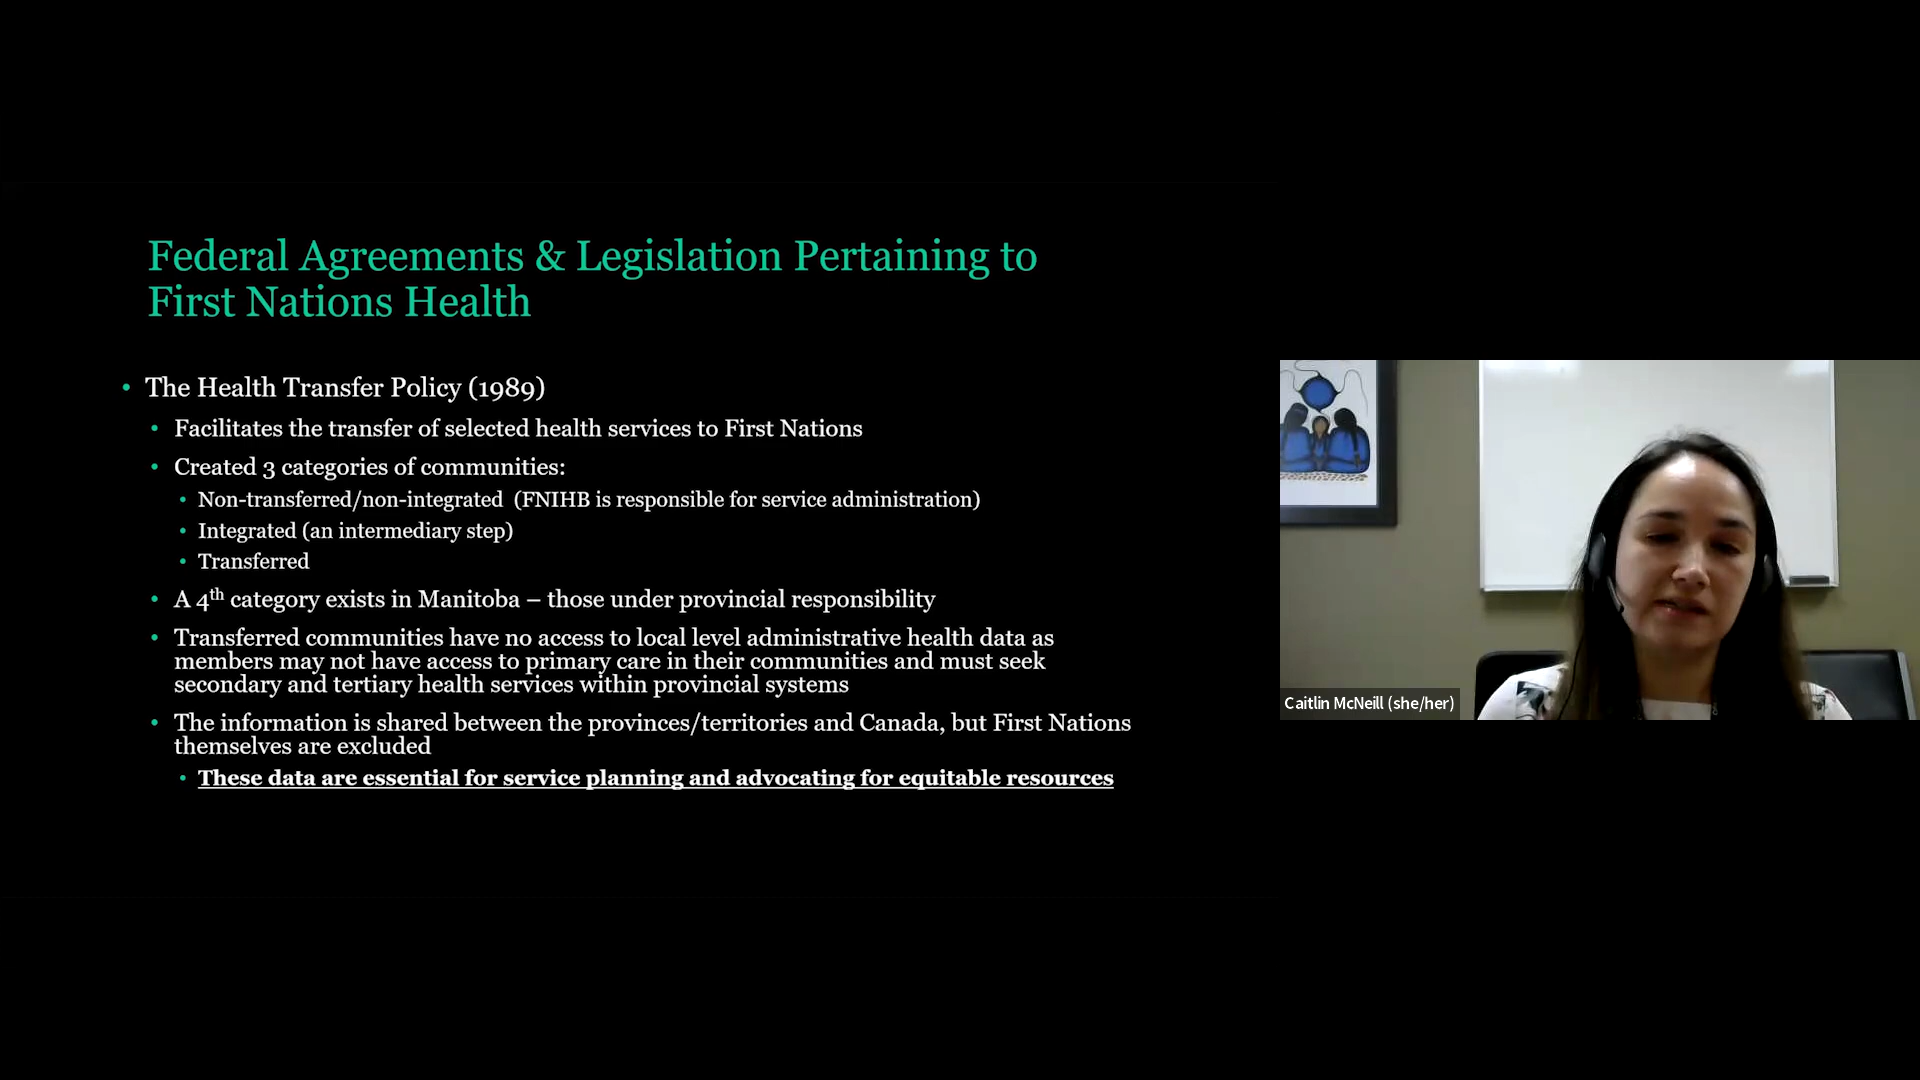 Federal Agreements & Legislation Pertaining to
First Nations Health
• The Health Transfer Policy (1989)
• Facilitates the transfer of selected health services to First Nations
• Created 3 categories of communities:
• Non-transferred/non-integrated (FNIHB is responsible for service administration)
• Integrated (an intermediary step)
• Transferred
• A 4th category exists in Manitoba – those under provincial responsibility
• Transferred communities have no access to local level administrative health data as
members may not have access to primary care in their communities and must seek
secondary and tertiary health services within provincial systems
• The information is shared between the provinces/territories and Canada, but First Nations
themselves are excluded
• These data are essential for service planning and advocating for equitable resources
Caitlin McNeill (she/her)